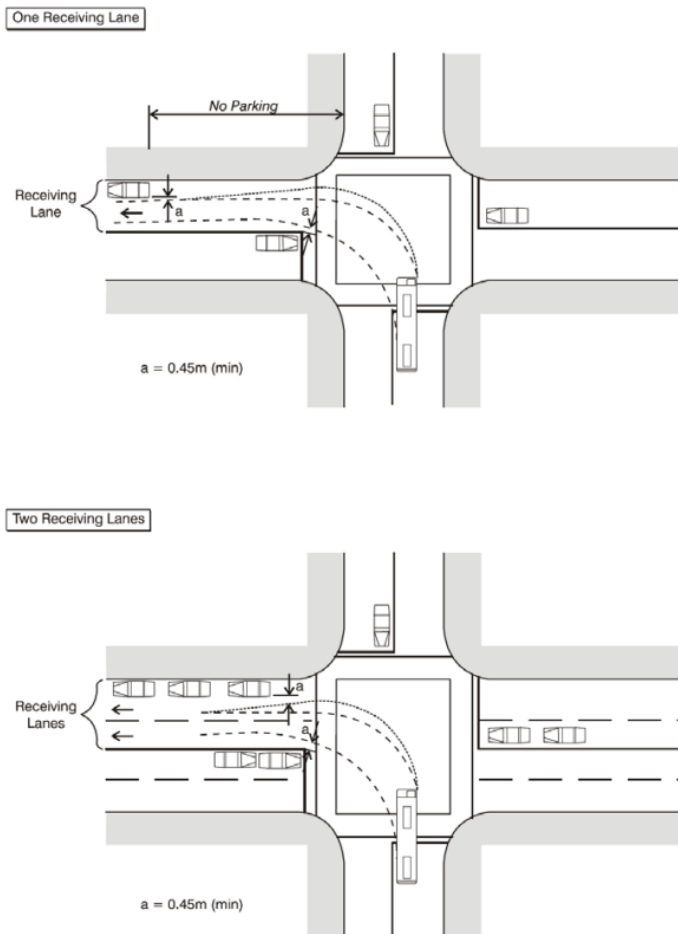 One Receiving Lane
No Parking
Receiving
Lane
a
a
a = 0.45m (min)
Two Receiving Lanes
a
Receiving
Lanes
a
a = 0.45m (min)